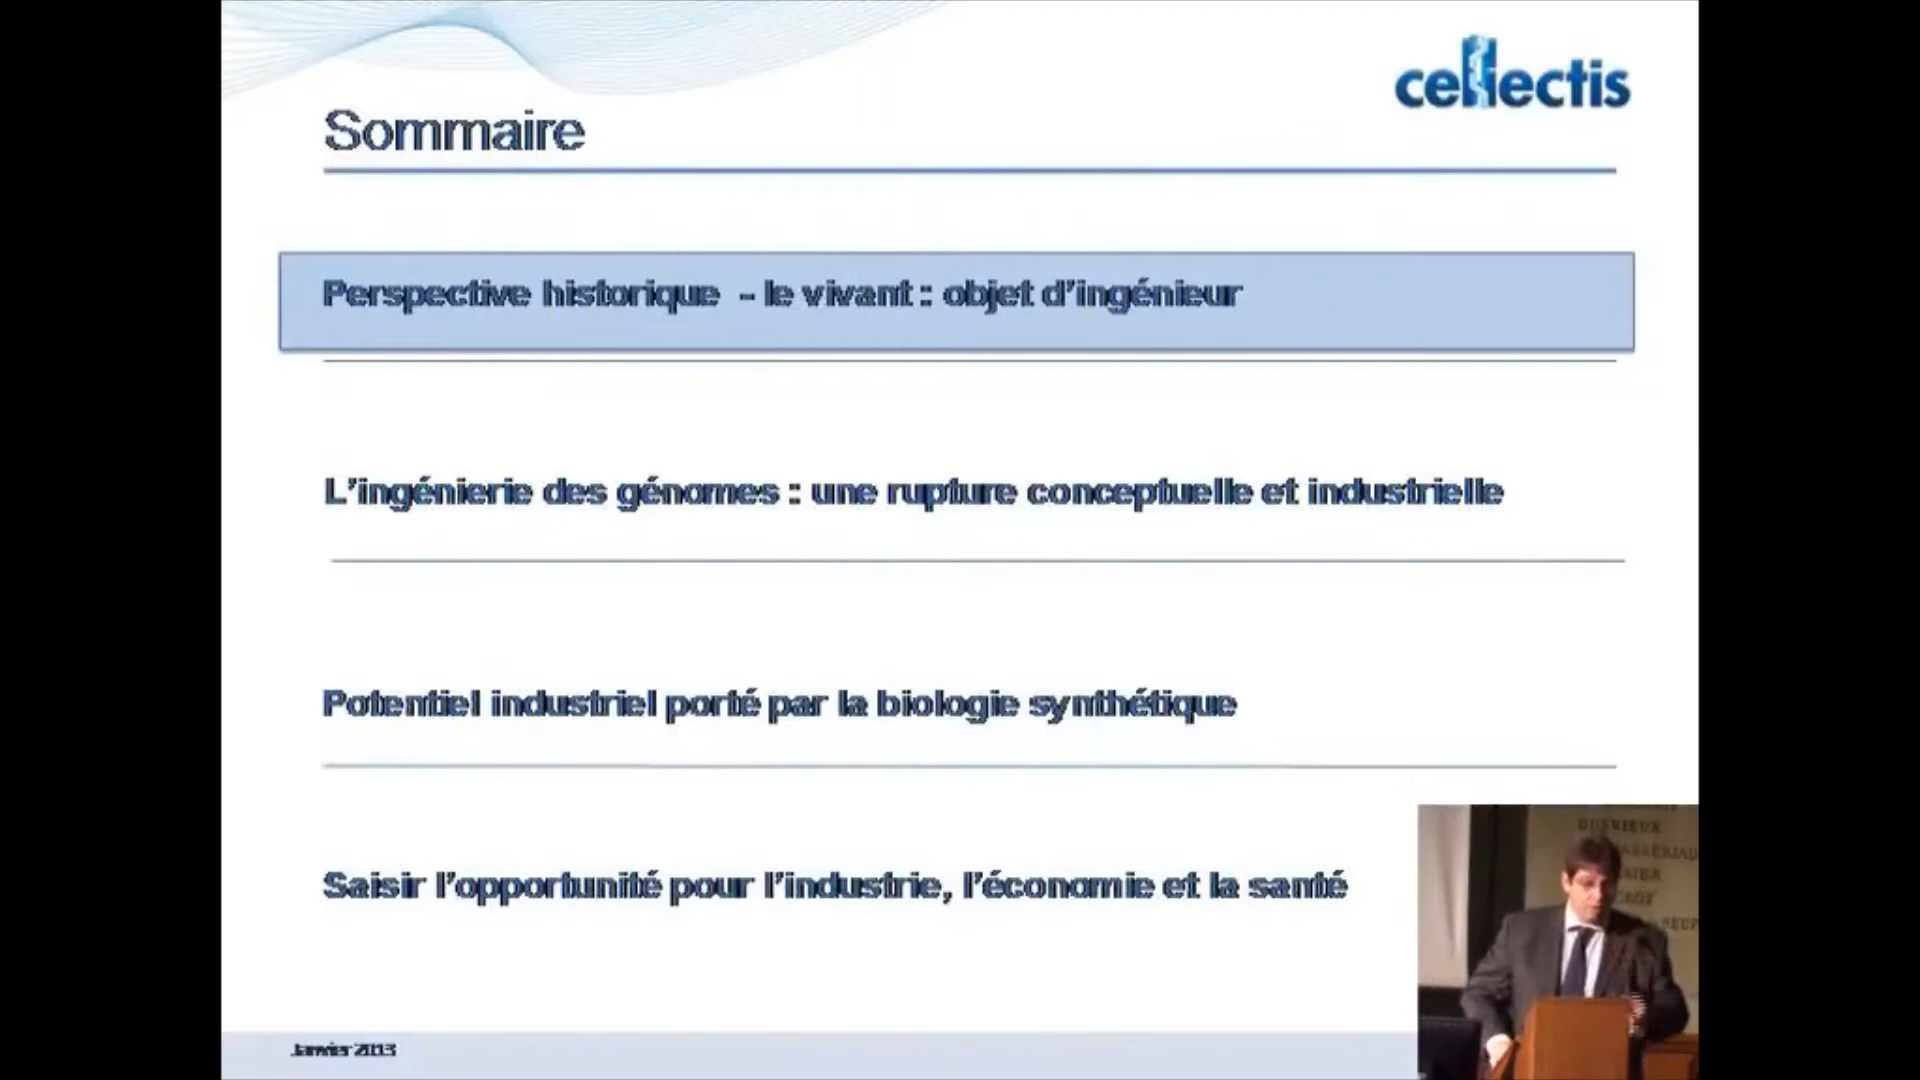 cellectis
Sommaire
Perspective historique - le vivant : objet d'ingénieur
L'ingénierie des génomes : une rupture conceptuelle et industrielle
Potentiel industriel porté par la biologie synthétique
Saisir l'opportunité pour l'industrie, l'économie et la santé
Janvier 2013